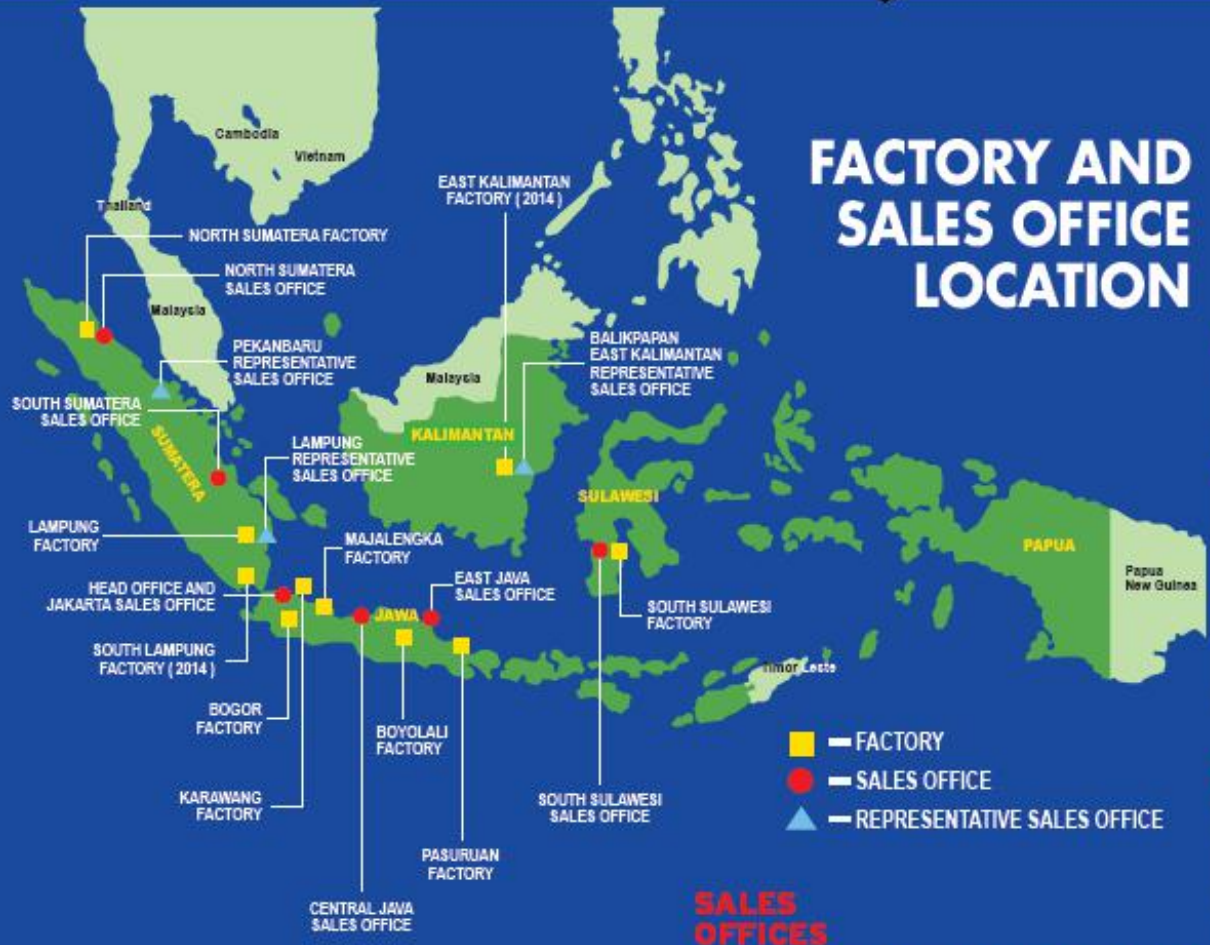 FACTORY AND
SALES OFFICE
LOCATION
Cambodia
Vietnam
Thailand
Malaysia
NORTH SUMATERA FACTORY
NORTH SUMATERA
SALES OFFICE
PEKANBARU
REPRESENTATIVE
SALES OFFICE
SOUTH SUMATERA
SALES OFFICE
SUMATERA
LAMPUNG
REPRESENTATIVE
SALES OFFICE
LAMPUNG
FACTORY
MAJALENGKA
FACTORY
HEAD OFFICE AND
JAKARTA SALES OFFICE
EAST JAVA
SALES OFFICE
JAWA
SOUTH LAMPUNG
FACTORY ( 2014 )
BOGOR
FACTORY
BOYOLALI
FACTORY
KARAWANG
FACTORY
PASURUAN
FACTORY
CENTRAL JAVA
SALES OFFICE
EAST KALIMANTAN
FACTORY ( 2014 )
BALIKPAPAN
EAST KALIMANTAN
REPRESENTATIVE
SALES OFFICE
Malaysia
KALIMANTAN
SULAWESI
SOUTH SULAWESI
FACTORY
SOUTH SULAWESI
SALES OFFICE
PAPUA
Papua
New Guinea
Timor Leste
FACTORY
SALES OFFICE
REPRESENTATIVE SALES OFFICE
SALES
OFFICES